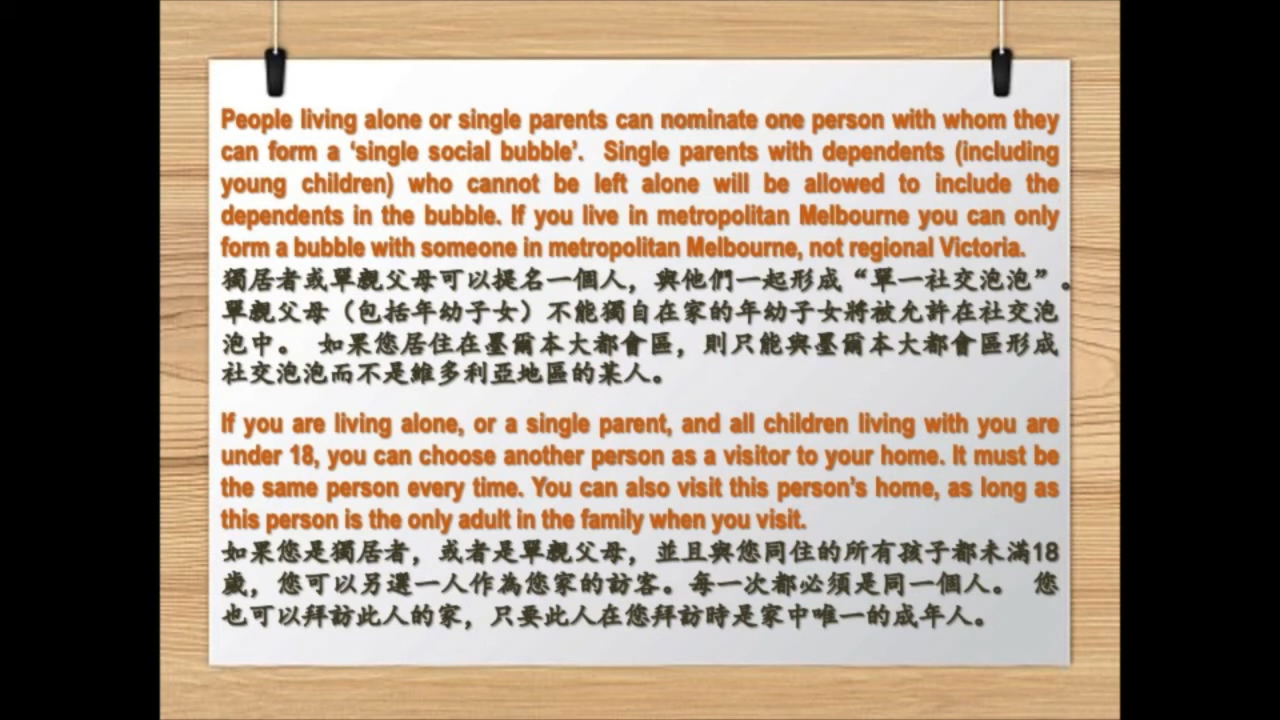 People living alone or single parents can nominate one person with whom they
can form a ‘single social bubble’. Single parents with dependents (including
young children) who cannot be left alone will be allowed to include the
dependents in the bubble. If you live in metropolitan Melbourne you can only
form a bubble with someone in metropolitan Melbourne, not regional Victoria.
獨居者或單親父母可以提名一個人，與他們一起形成“單一社交泡泡”。
單親父母（包括年幼子女）不能獨自在家的年幼子女將被允許在社交泡
泡中。 如果您居住在墨爾本大都會區，則只能與墨爾本大都會區形成
社交泡泡而不是維多利亞地區的某人。
If you are living alone, or a single parent, and all children living with you are
under 18, you can choose another person as a visitor to your home. It must be
the same person every time. You can also visit this person’s home, as long as
this person is the only adult in the family when you visit.
如果您是獨居者，或者是單親父母，並且與您同住的所有孩子都未滿18
歲，您可以另選一人作為您家的訪客。每一次都必須是同一個人。 您
也可以拜訪此人的家，只要此人在您拜訪時是家中唯一的成年人。